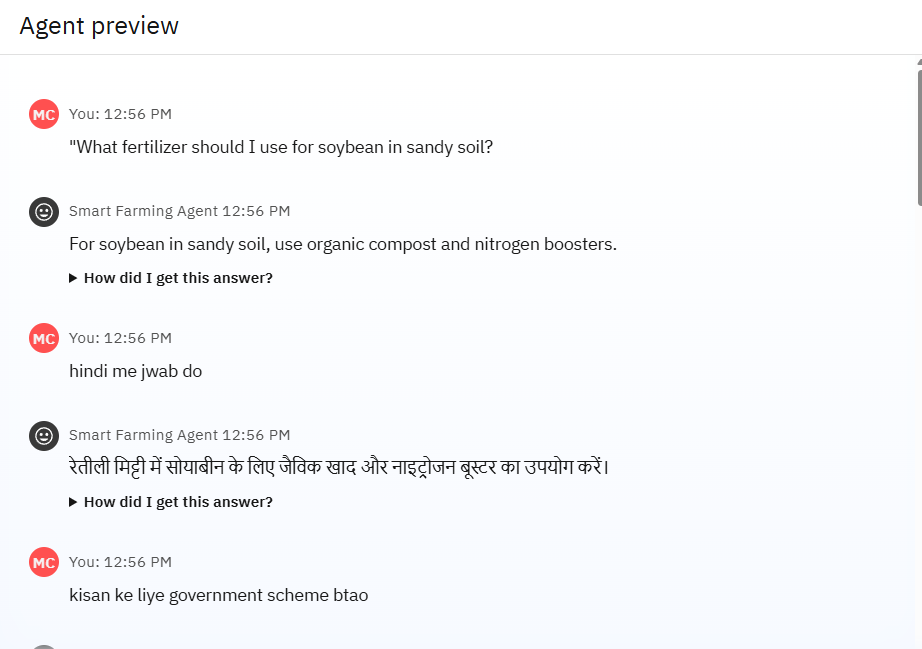 Agent preview
MC You: 12:56 PM
"What fertilizer should I use for soybean in sandy soil?
Smart Farming Agent 12:56 PM
For soybean in sandy soil, use organic compost and nitrogen boosters.
How did I get this answer?
MC You: 12:56 PM
hindi me jwab do
Smart Farming Agent 12:56 PM
रेतीली मिट्टी में सोयाबीन के लिए जैविक खाद और नाइट्रोजन बूस्टर का उपयोग करें।
How did I get this answer?
MC You: 12:56 PM
kisan ke liye government scheme btao